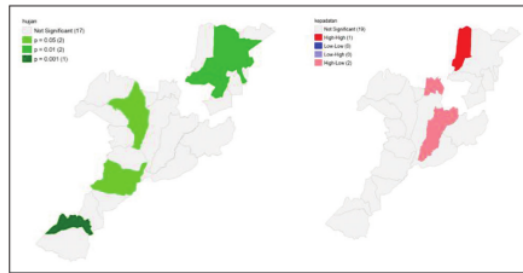 hujan
Not Significant (17)
p = 0.05 (2)
p = 0.01 (2)
p = 0.001 (1)
kepadatan
Not Significant (19)
High-High (1)
Low-Low (0)
Low-High (0)
High-Low (2)